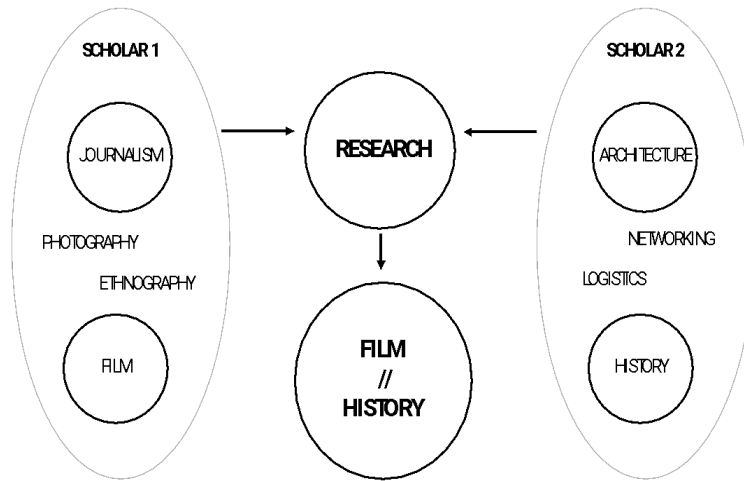 SCHOLAR 1
JOURNALISM
PHOTOGRAPHY
ETHNOGRAPHY
FILM
RESEARCH
FILM
//
HISTORY
SCHOLAR 2
ARCHITECTURE
NETWORKING
LOGISTICS
HISTORY